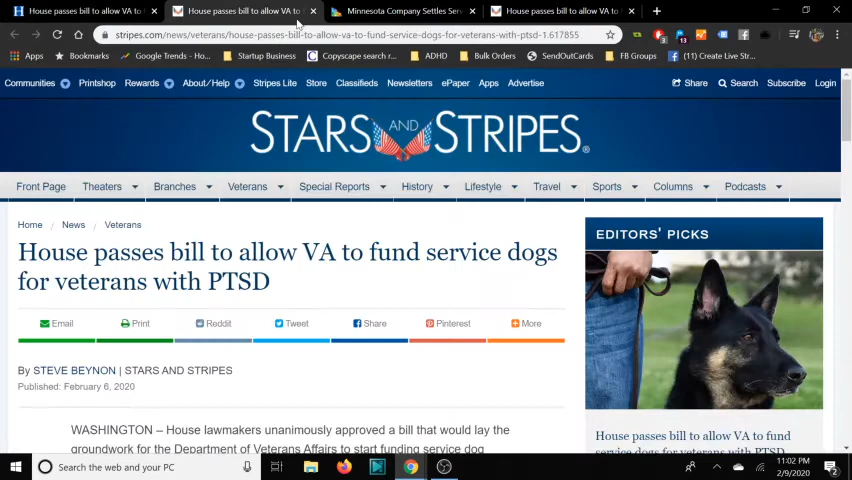 House passes bill to allow VA to f
House passes bill to allow VA to
Minnesota Company Settles Ser
House passes bill to allow VA to f
stripes.com/news/veterans/house-passes-bill-to-allow-va-to-fund-service-dogs-for-veterans-with-ptsd-1.617855
Apps
Bookmarks
Google Trends - Ho...
Startup Business
Copyscape search r...
ADHD
Bulk Orders
SendOutCards
FB Groups
(11) Create Live Str...
Communities
Printshop
Rewards
About/Help
Stripes Lite
Store
Classifieds
Newsletters
ePaper
Apps
Advertise
Share
Search
Subscribe
Login
STARS AND STRIPES®
Front Page
Theaters
Branches
Veterans
Special Reports
History
Lifestyle
Travel
Sports
Columns
Podcasts
Home / News / Veterans
House passes bill to allow VA to fund service dogs
for veterans with PTSD
Email
Print
Reddit
Tweet
Share
Pinterest
More
By STEVE BEYNON | STARS AND STRIPES
Published: February 6, 2020
WASHINGTON – House lawmakers unanimously approved a bill that would lay the
groundwork for the Department of Veterans Affairs to start funding service dog
EDITORS' PICKS
House passes bill to allow VA to fund
service dogs for veterans with PTSD
Search the web and your PC
11:02 PM
2/9/2020